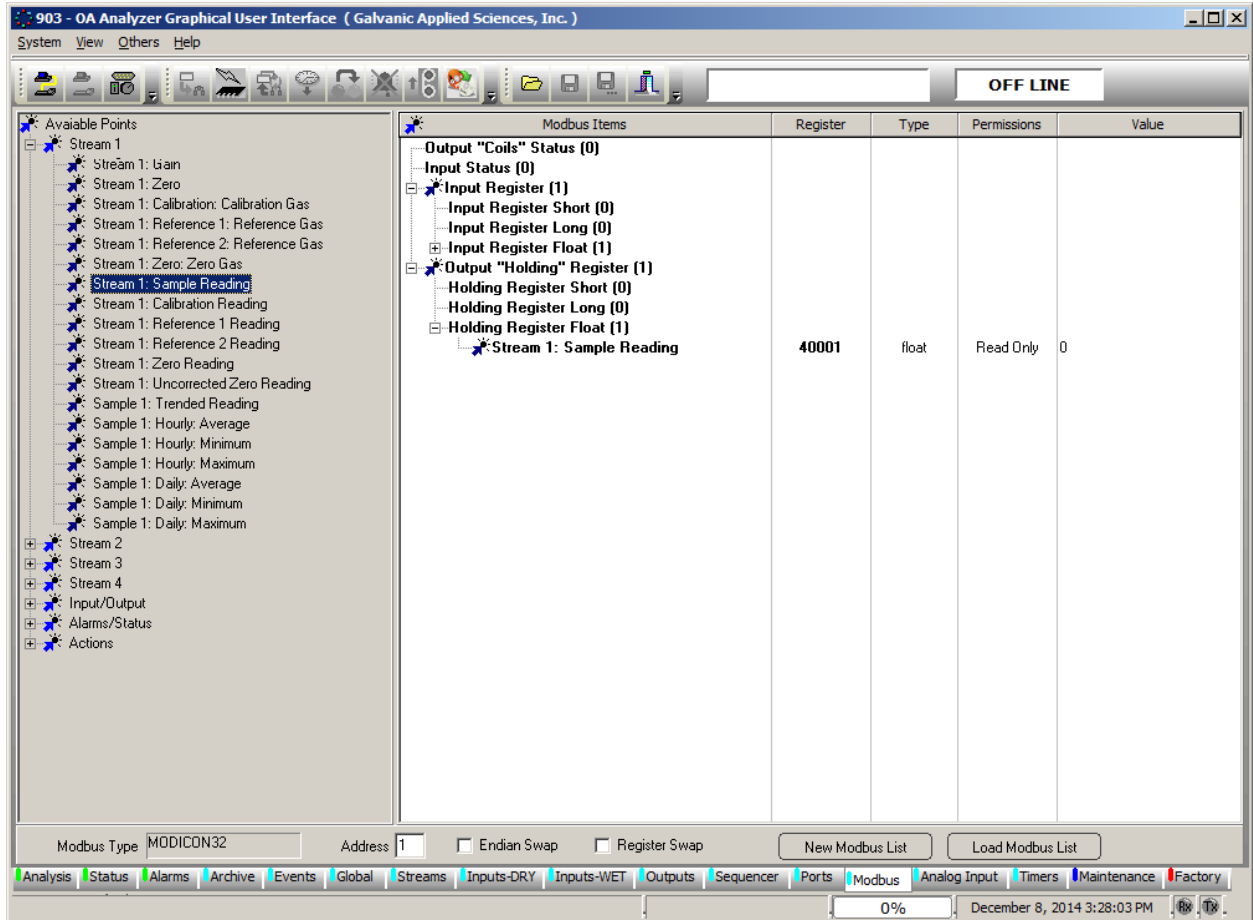 903 - OA Analyzer Graphical User Interface ( Galvanic Applied Sciences, Inc. )
System View Others Help
OFF LINE
Avaiable Points
Stream 1
Stream 1: Gain
Stream 1: Zero
Stream 1: Calibration: Calibration Gas
Stream 1: Reference 1: Reference Gas
Stream 1: Reference 2: Reference Gas
Stream 1: Zero: Zero Gas
Stream 1: Sample Reading
Stream 1: Calibration Reading
Stream 1: Reference 1 Reading
Stream 1: Reference 2 Reading
Stream 1: Zero Reading
Stream 1: Uncorrected Zero Reading
Sample 1: Trended Reading
Sample 1: Hourly: Average
Sample 1: Hourly: Minimum
Sample 1: Hourly: Maximum
Sample 1: Daily: Average
Sample 1: Daily: Minimum
Sample 1: Daily: Maximum
Stream 2
Stream 3
Stream 4
Input/Output
Alarms/Status
Actions
Modbus Items Register Type Permissions Value
Output "Coils" Status (0)
Input Status (0)
Input Register (1)
Input Register Short (0)
Input Register Long (0)
Input Register Float (1)
Output "Holding" Register (1)
Holding Register Short (0)
Holding Register Long (0)
Holding Register Float (1)
Stream 1: Sample Reading 40001 float Read Only 0
Modbus Type MODICON32 Address 1 Endian Swap Register Swap New Modbus List Load Modbus List
Analysis Status Alarms Archive Events Global Streams Inputs-DRY Inputs-WET Outputs Sequencer Ports Modbus Analog Input Timers Maintenance Factory
0% December 8, 2014 3:28:03 PM Rx Tx